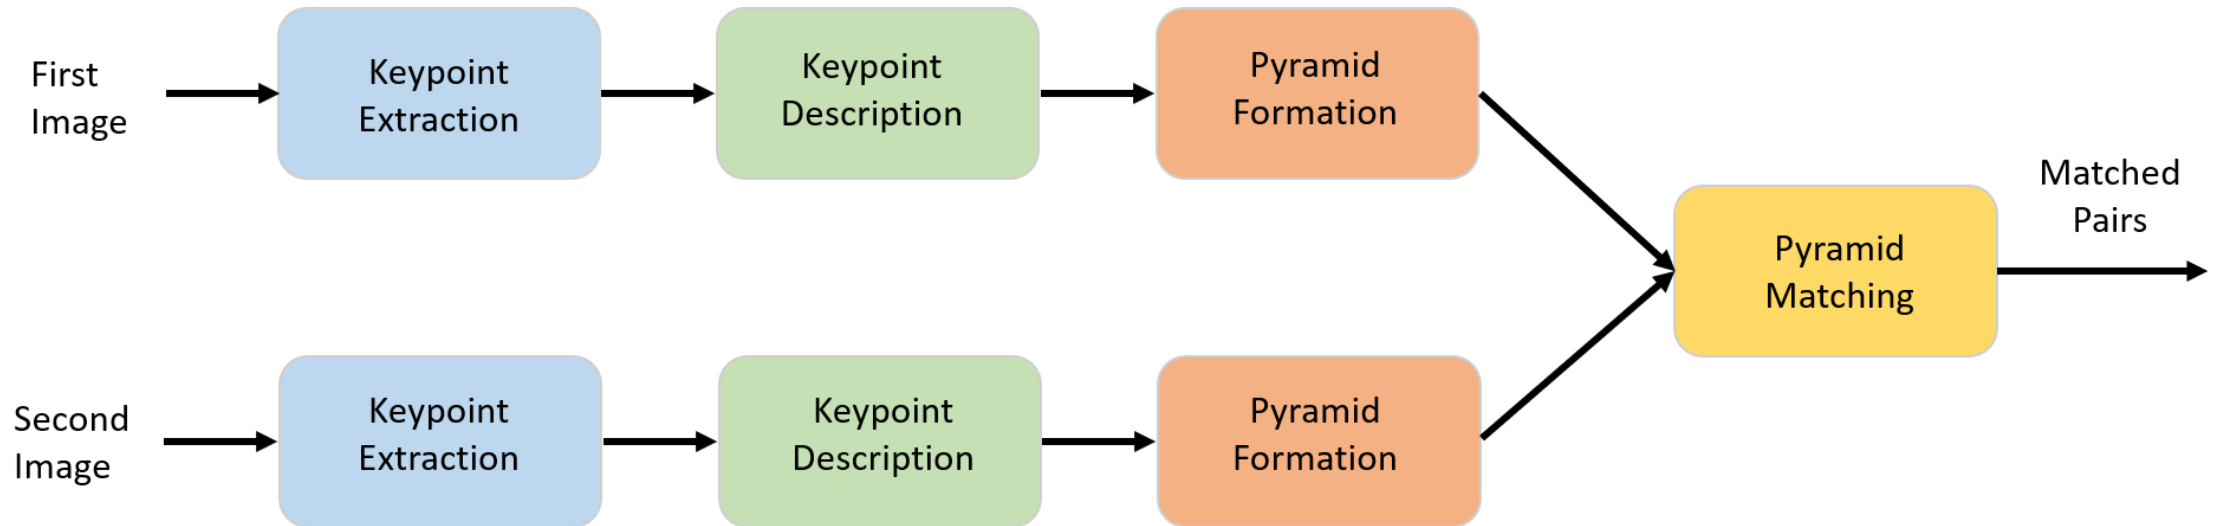 First
Image
Keypoint
Extraction
Keypoint
Description
Pyramid
Formation
Matched
Pairs
Pyramid
Matching
Second
Image
Keypoint
Extraction
Keypoint
Description
Pyramid
Formation